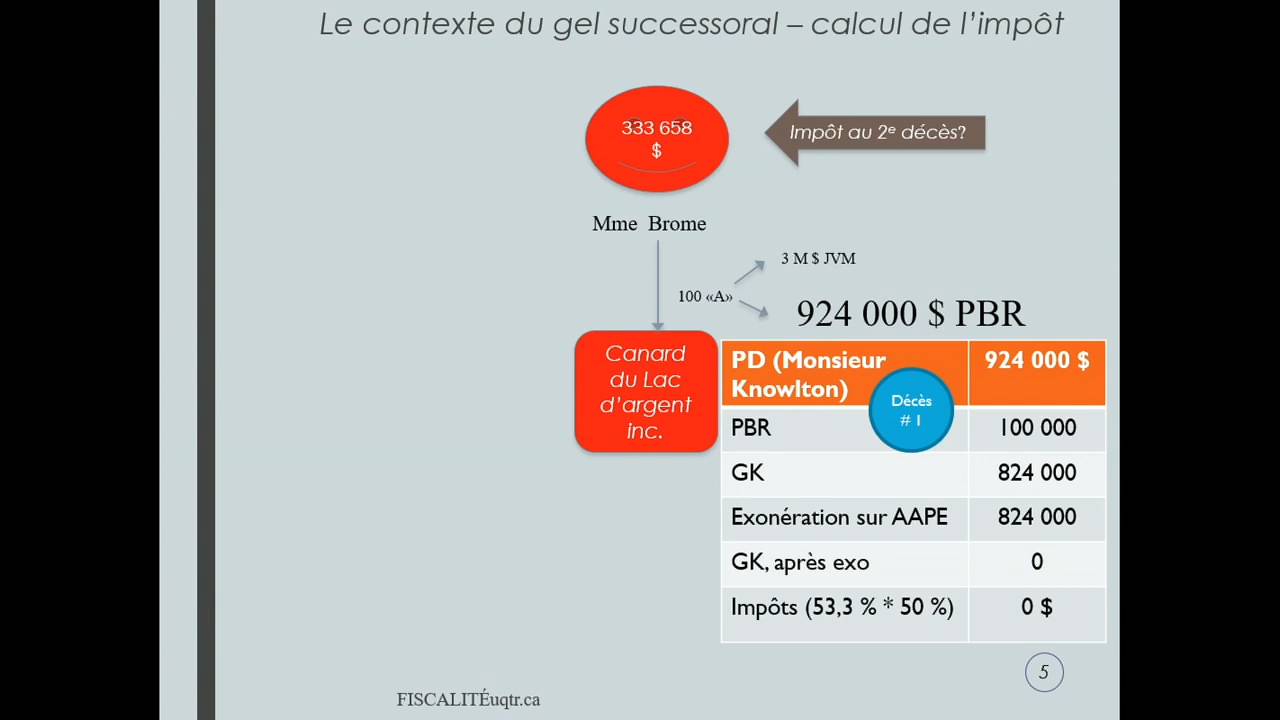 Le contexte du gel successoral – calcul de l'impôt
333 658
$
Impôt au 2e décès?
Mme Brome
3 M $ JVM
100 «A»
924 000 $ PBR
Canard
du Lac
d'argent
inc.
PD (Monsieur
Knowlton)
924 000 $
Décès
# 1
PBR
100 000
GK
824 000
Exonération sur AAPE
824 000
GK, après exo
0
Impôts (53,3 % * 50 %)
0 $
5
FISCALITÉuqtr.ca